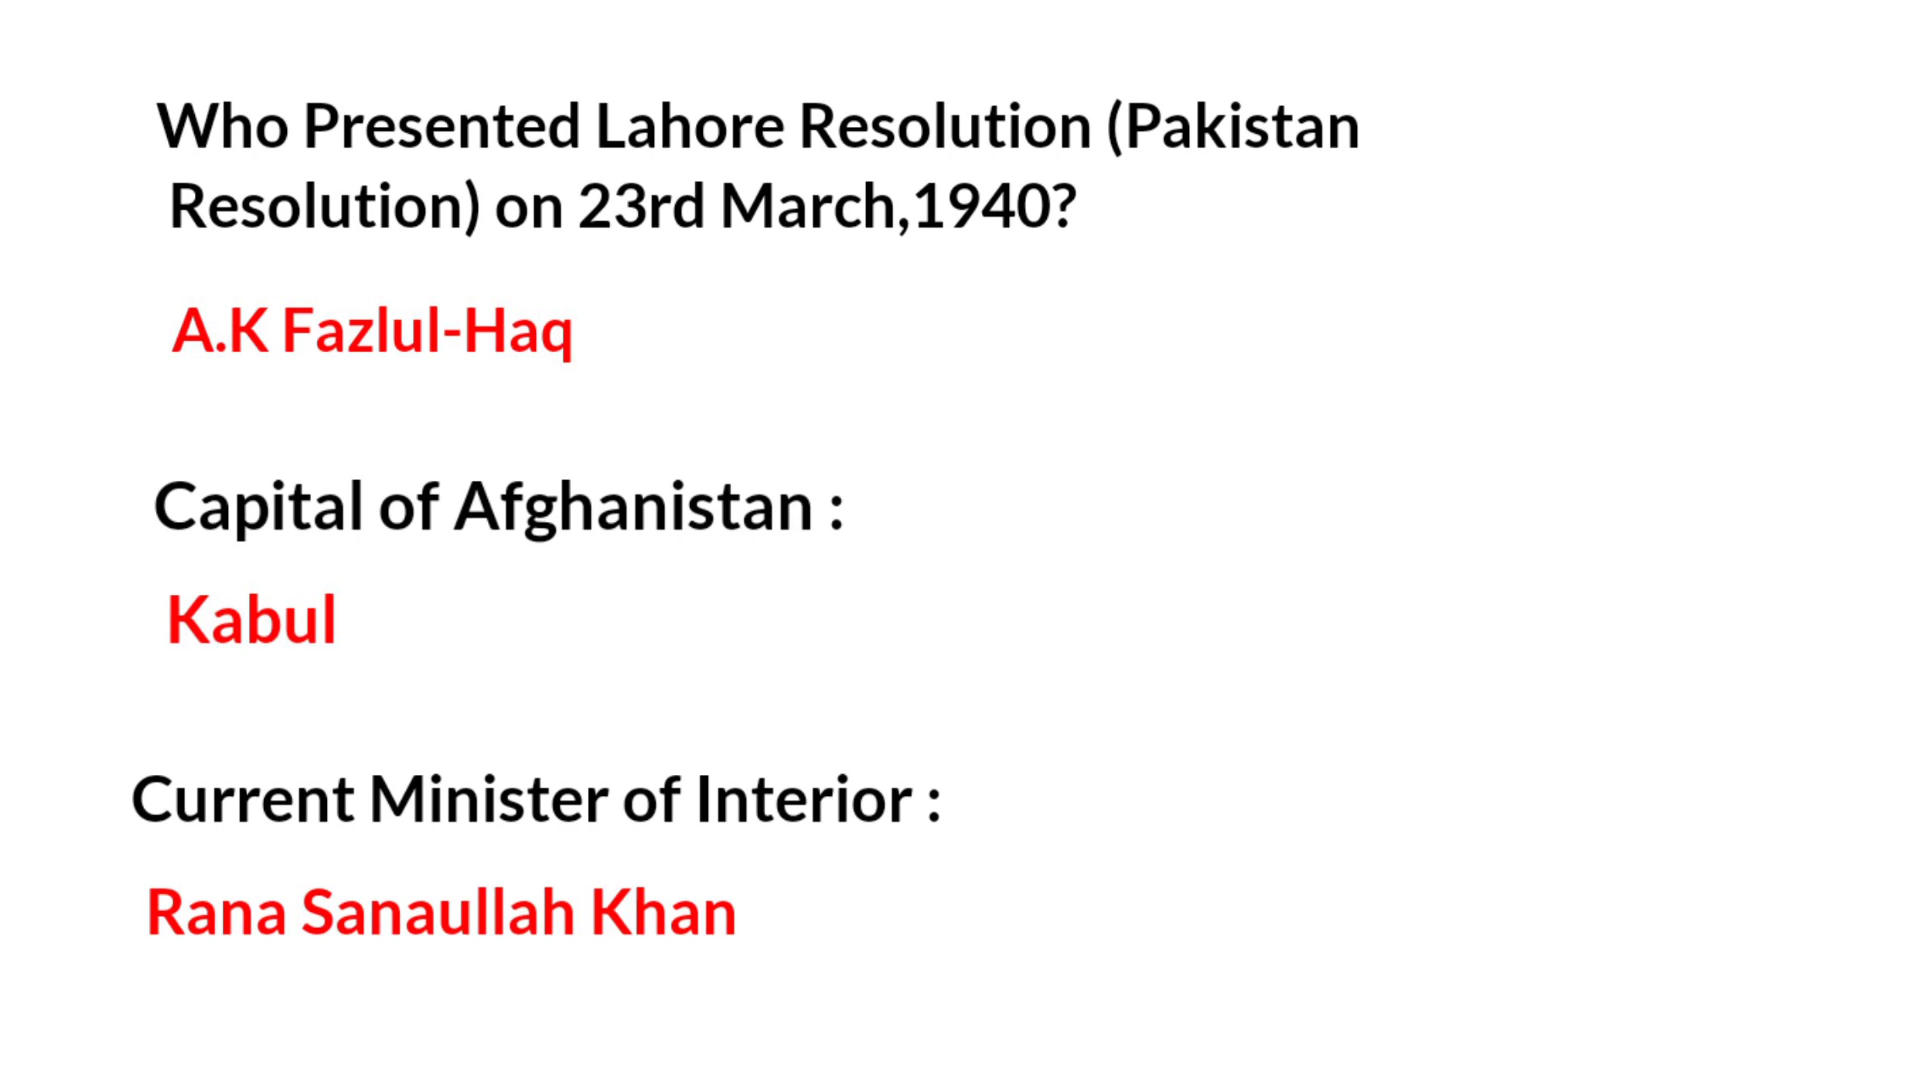 Who Presented Lahore Resolution (Pakistan
Resolution) on 23rd March,1940?
A.K Fazlul-Haq
Capital of Afghanistan :
Kabul
Current Minister of Interior :
Rana Sanaullah Khan